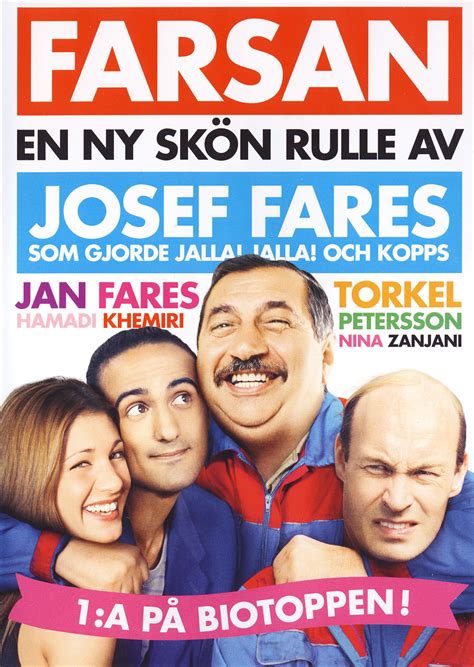 FARSAN
EN NY SKÖN RULLE AV
JOSEF FARES
SOM GJORDE JALLA! JALLA! OCH KOPPS
JAN FARES
HAMADI KHEMIRI
TORKEL
PETERSSON
NINA ZANJANI
1:A PÅ BIOTOPPEN!